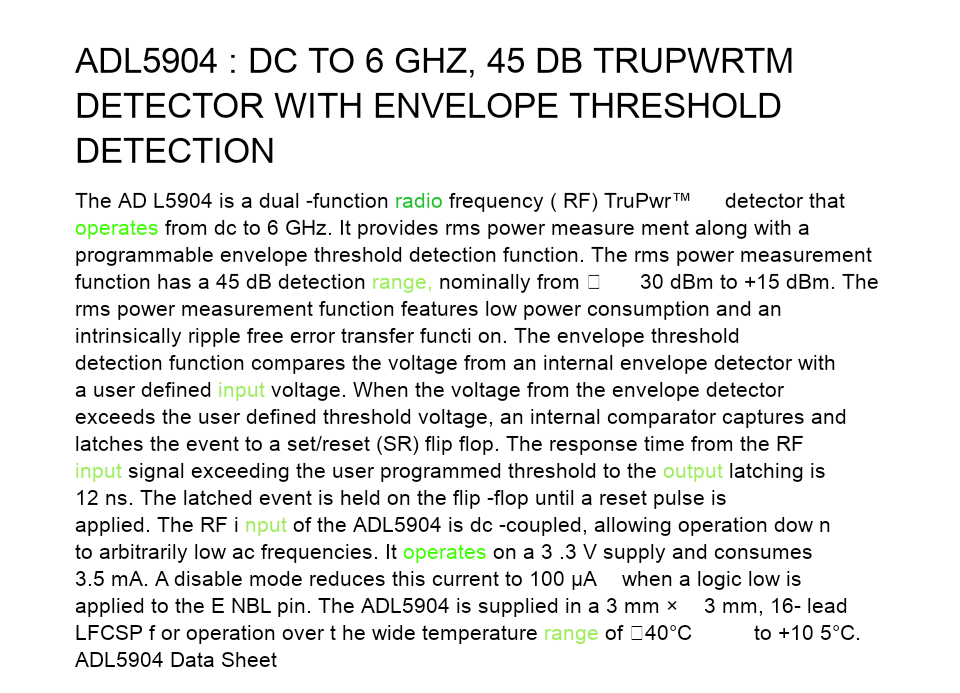 ADL5904 : DC TO 6 GHZ, 45 DB TRUPWRTM
DETECTOR WITH ENVELOPE THRESHOLD
DETECTION
The AD L5904 is a dual -function radio frequency ( RF) TruPwr™ detector that
operates from dc to 6 GHz. It provides rms power measure ment along with a
programmable envelope threshold detection function. The rms power measurement
function has a 45 dB detection range, nominally from □ 30 dBm to +15 dBm. The
rms power measurement function features low power consumption and an
intrinsically ripple free error transfer functi on. The envelope threshold
detection function compares the voltage from an internal envelope detector with
a user defined input voltage. When the voltage from the envelope detector
exceeds the user defined threshold voltage, an internal comparator captures and
latches the event to a set/reset (SR) flip flop. The response time from the RF
input signal exceeding the user programmed threshold to the output latching is
12 ns. The latched event is held on the flip -flop until a reset pulse is
applied. The RF i nput of the ADL5904 is dc -coupled, allowing operation dow n
to arbitrarily low ac frequencies. It operates on a 3 .3 V supply and consumes
3.5 mA. A disable mode reduces this current to 100 µA when a logic low is
applied to the E NBL pin. The ADL5904 is supplied in a 3 mm × 3 mm, 16- lead
LFCSP f or operation over t he wide temperature range of □40°C to +10 5°C.
ADL5904 Data Sheet